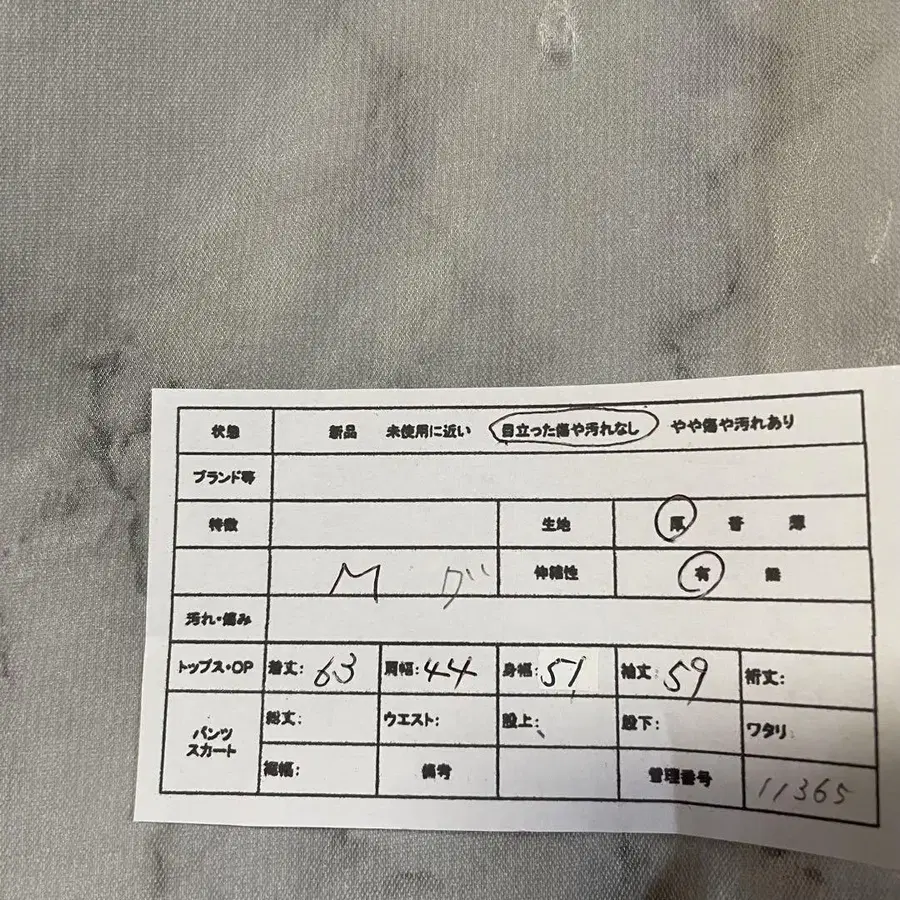 状態 新品 未使用に近い 目立った傷や汚れなし やや傷や汚れあり
ブランド等
特徴 生地 厚 普 薄
M グ 伸縮性 有 無
汚れ・傷み
トップス・OP 着丈: 63 肩幅: 44 身幅: 51 袖丈: 59 裄丈:
パンツ スカート 総丈: ウエスト: 股上: 股下: ワタリ:
裾幅: 備考 管理番号 11365